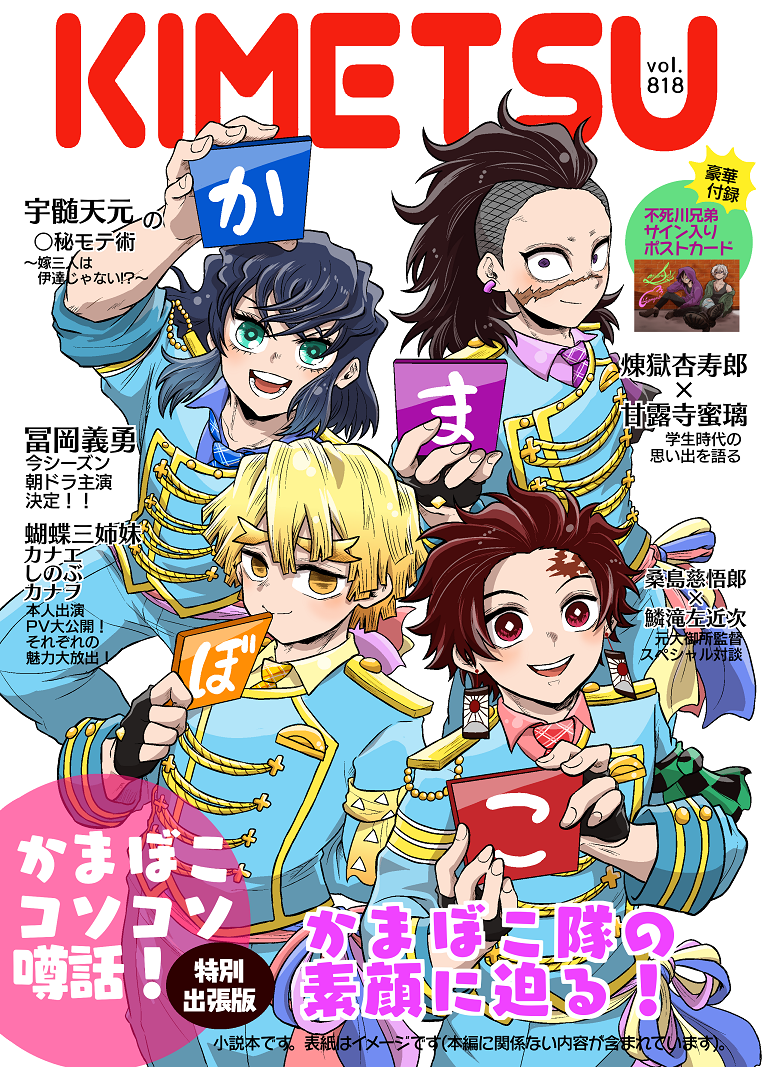 KIMETSU
vol.
818
か
ま
ぼ
こ
豪華
付録
不死川兄弟
サイン入り
ポストカード
宇髄天元の
○秘モテ術
～嫁三人は
伊達じゃない!?～
煉獄杏寿郎
×
甘露寺蜜璃
学生時代の
思い出を語る
冨岡義勇
今シーズン
朝ドラ主演
決定！！
蝴蝶三姉妹
カナエ
しのぶ
カナヲ
本人出演
PV大公開！
それぞれの
魅力大放出！
桑島慈悟郎
×
鱗滝左近次
元大御所監督
スペシャル対談
かまぼこ
コソコソ
噂話！
特別
出張版
かまぼこ隊の
素顔に迫る！
小説本です。表紙はイメージです(本編に関係ない内容が含まれています)。